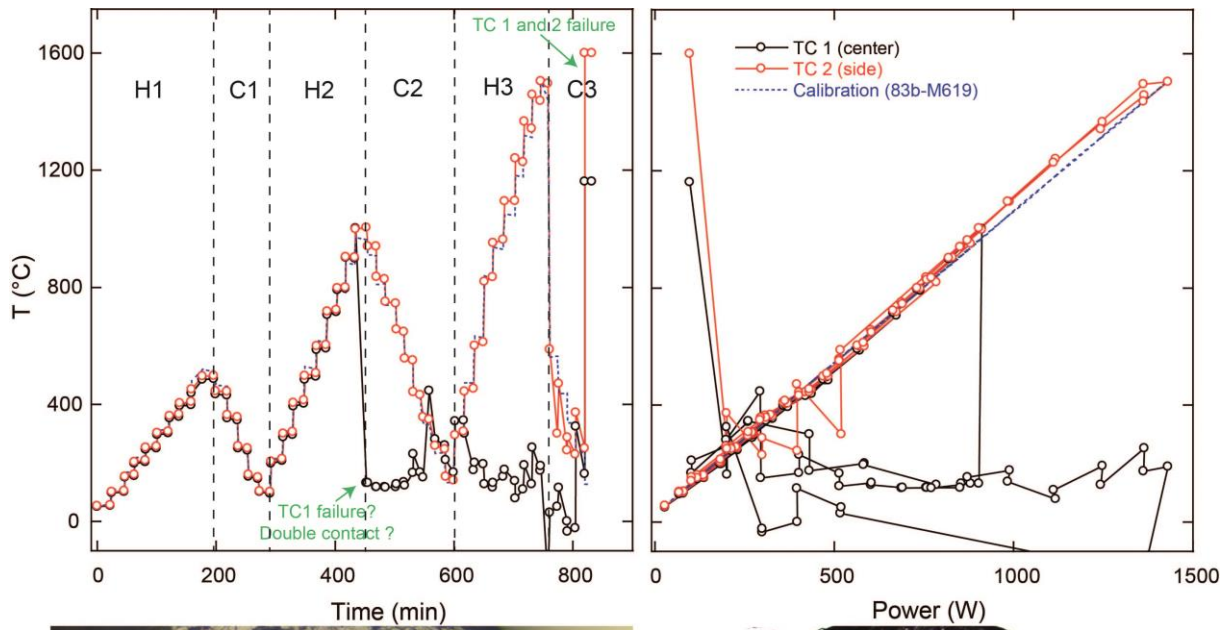 TC 1 and 2 failure
H1
C1
H2
C2
H3
C3
TC1 failure?
Double contact ?
1600
1200
800
400
0
T (°C)
0
200
400
600
800
Time (min)
TC 1 (center)
TC 2 (side)
Calibration (83b-M619)
0
500
1000
1500
Power (W)